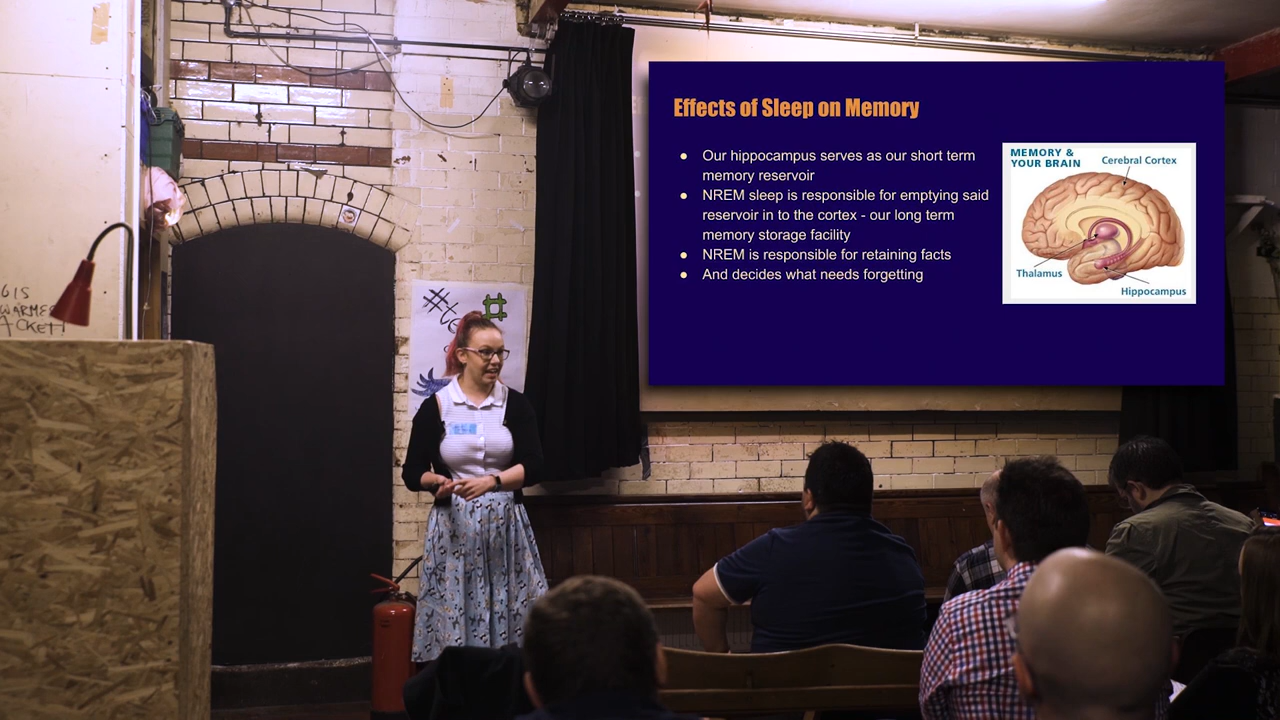 Effects of Sleep on Memory
● Our hippocampus serves as our short term
memory reservoir
● NREM sleep is responsible for emptying said
reservoir in to the cortex - our long term
memory storage facility
● NREM is responsible for retaining facts
● And decides what needs forgetting
MEMORY &
YOUR BRAIN
Cerebral Cortex
Thalamus
Hippocampus